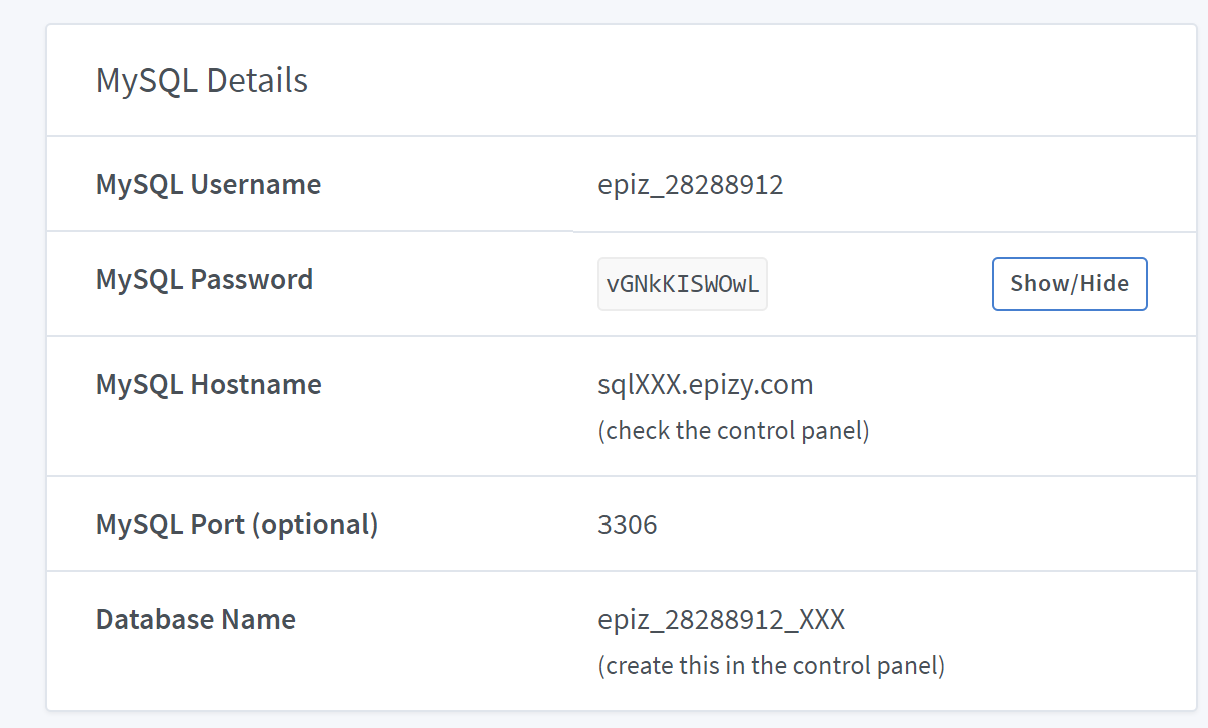 MySQL Details
MySQL Username
epiz_28288912
MySQL Password
vGNkKISWOwL
Show/Hide
MySQL Hostname
sqlXXX.epizy.com
(check the control panel)
MySQL Port (optional)
3306
Database Name
epiz_28288912_XXX
(create this in the control panel)